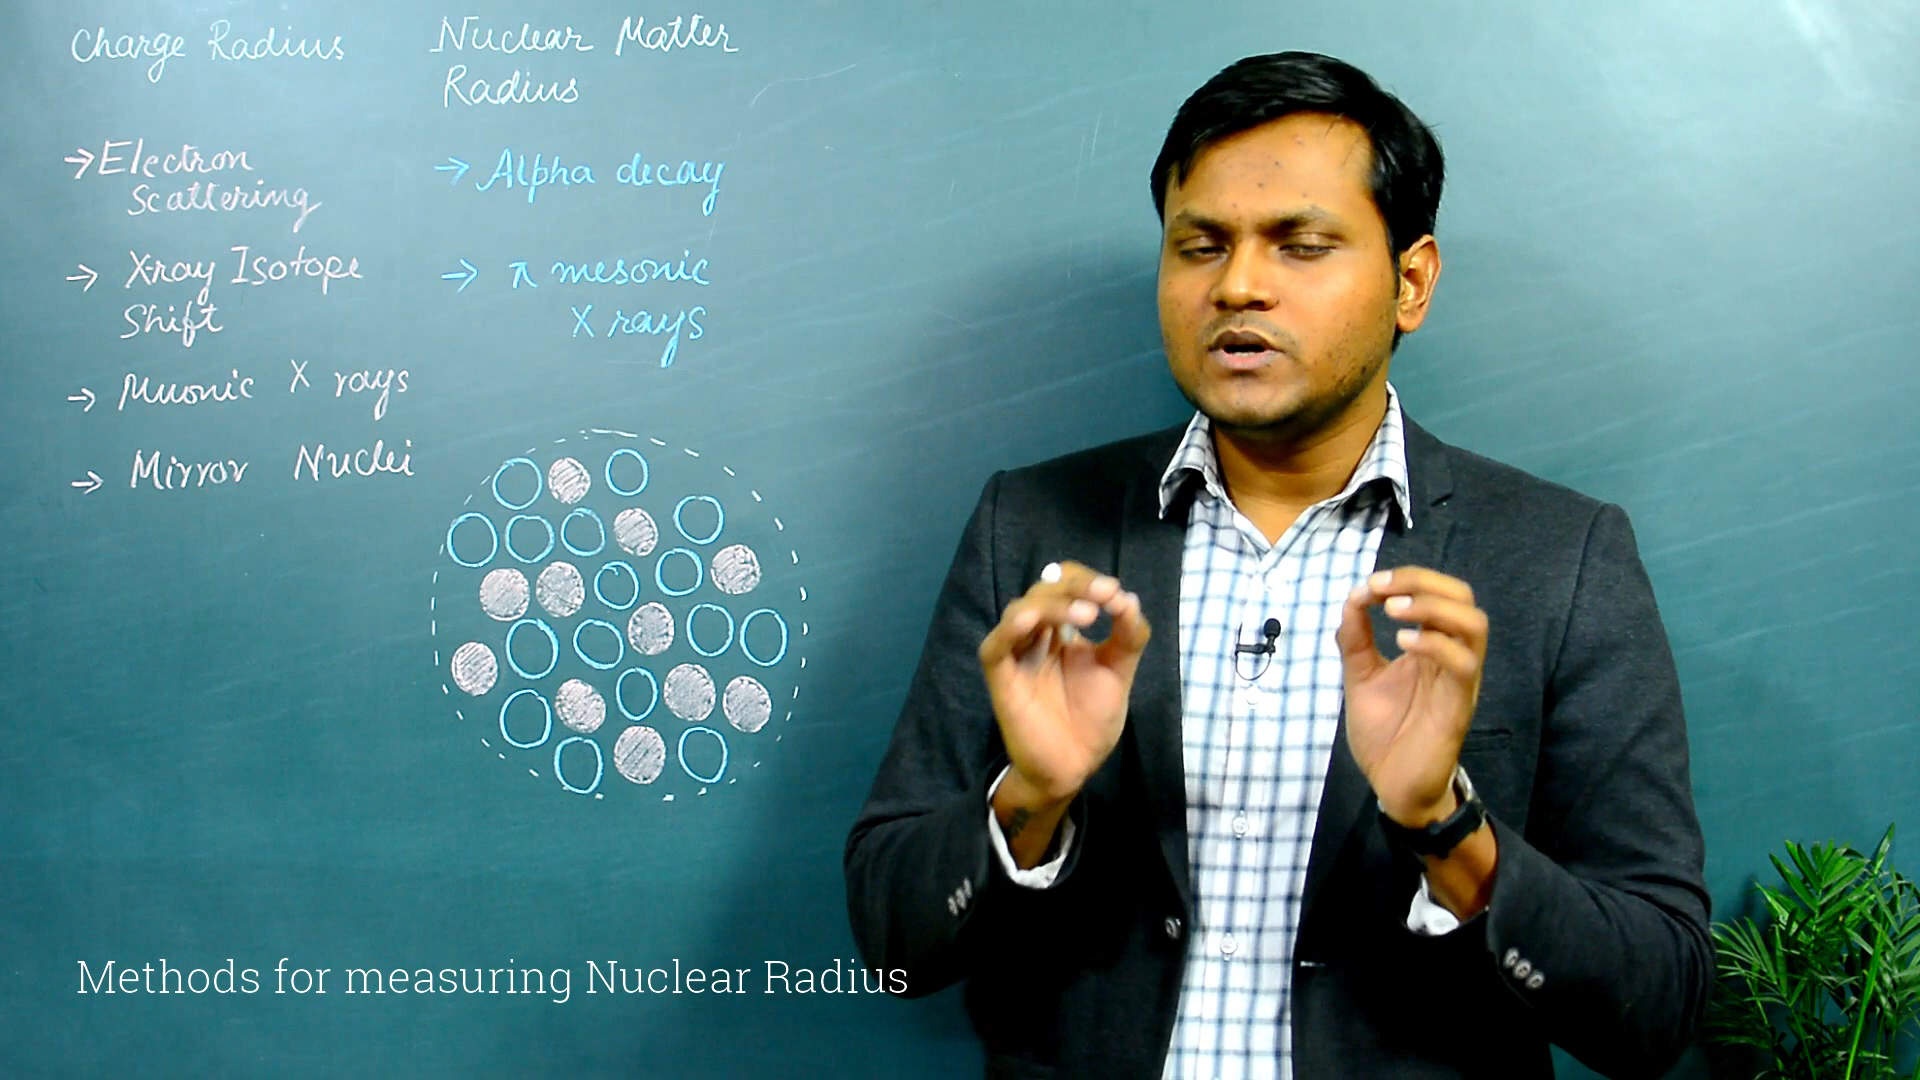 Charge Radius
→ Electron
Scattering
→ X-ray Isotope
Shift
→ Muonic X rays
→ Mirror Nuclei
Nuclear Matter
Radius
→ Alpha decay
→ π mesonic
X rays
Methods for measuring Nuclear Radius